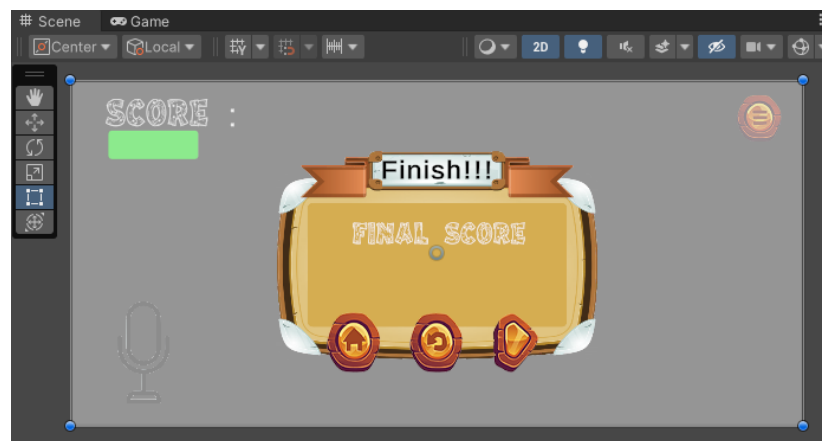 Scene
Game
Center
Local
2D
SCORE :
Finish!!!
FINAL SCORE